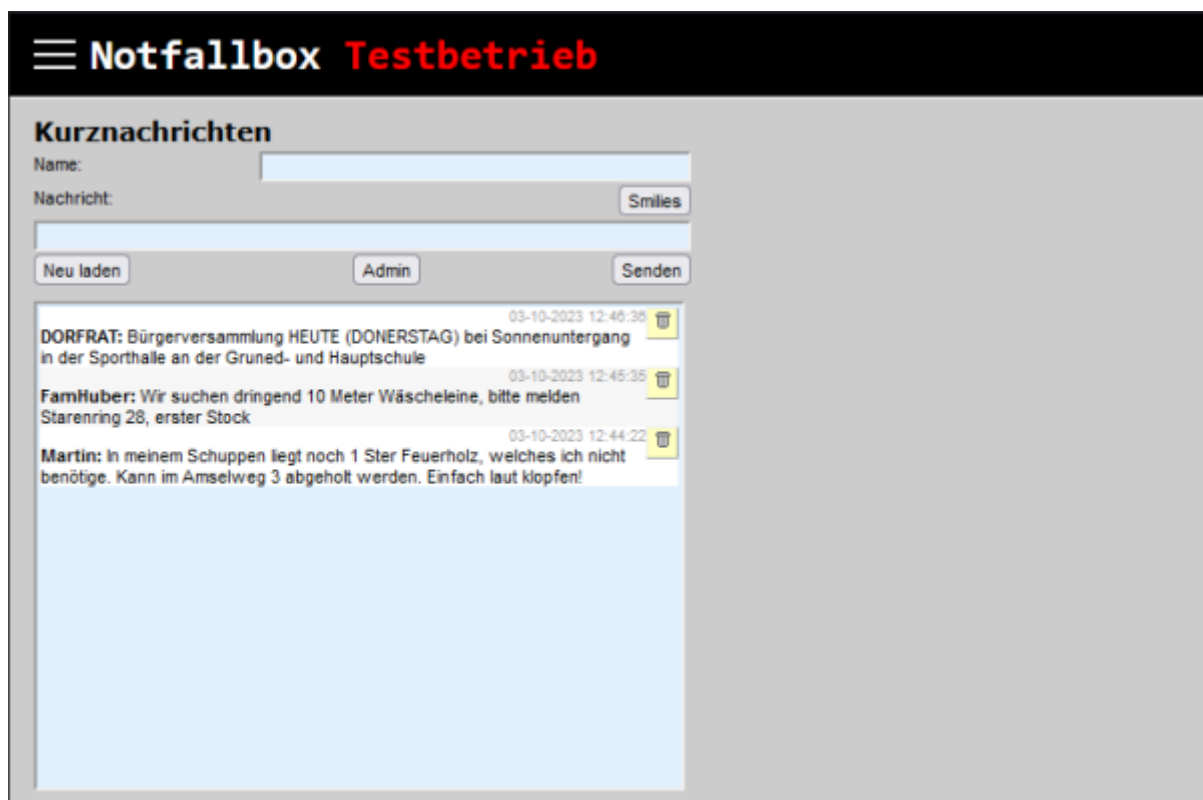 Notfallbox Testbetrieb
Kurznachrichten
Name:
Nachricht:
Smilies
Neu laden
Admin
Senden
03-10-2023 12:46:36
DORFRAT: Bürgerversammlung HEUTE (DONERSTAG) bei Sonnenuntergang
in der Sporthalle an der Gruned- und Hauptschule
03-10-2023 12:45:35
FamHuber: Wir suchen dringend 10 Meter Wäscheleine, bitte melden
Starenring 28, erster Stock
03-10-2023 12:44:22
Martin: In meinem Schuppen liegt noch 1 Ster Feuerholz, welches ich nicht
benötige. Kann im Amselweg 3 abgeholt werden. Einfach laut klopfen!